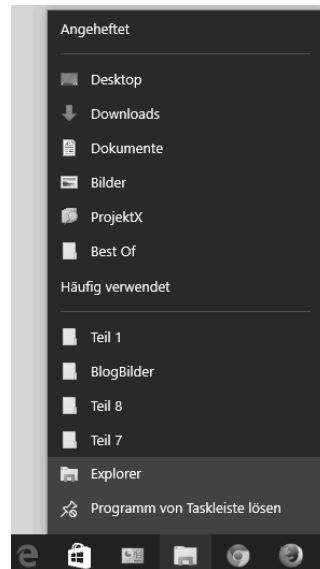 Angeheftet
Desktop
Downloads
Dokumente
Bilder
ProjektX
Best Of
Häufig verwendet
Teil 1
BlogBilder
Teil 8
Teil 7
Explorer
Programm von Taskleiste lösen